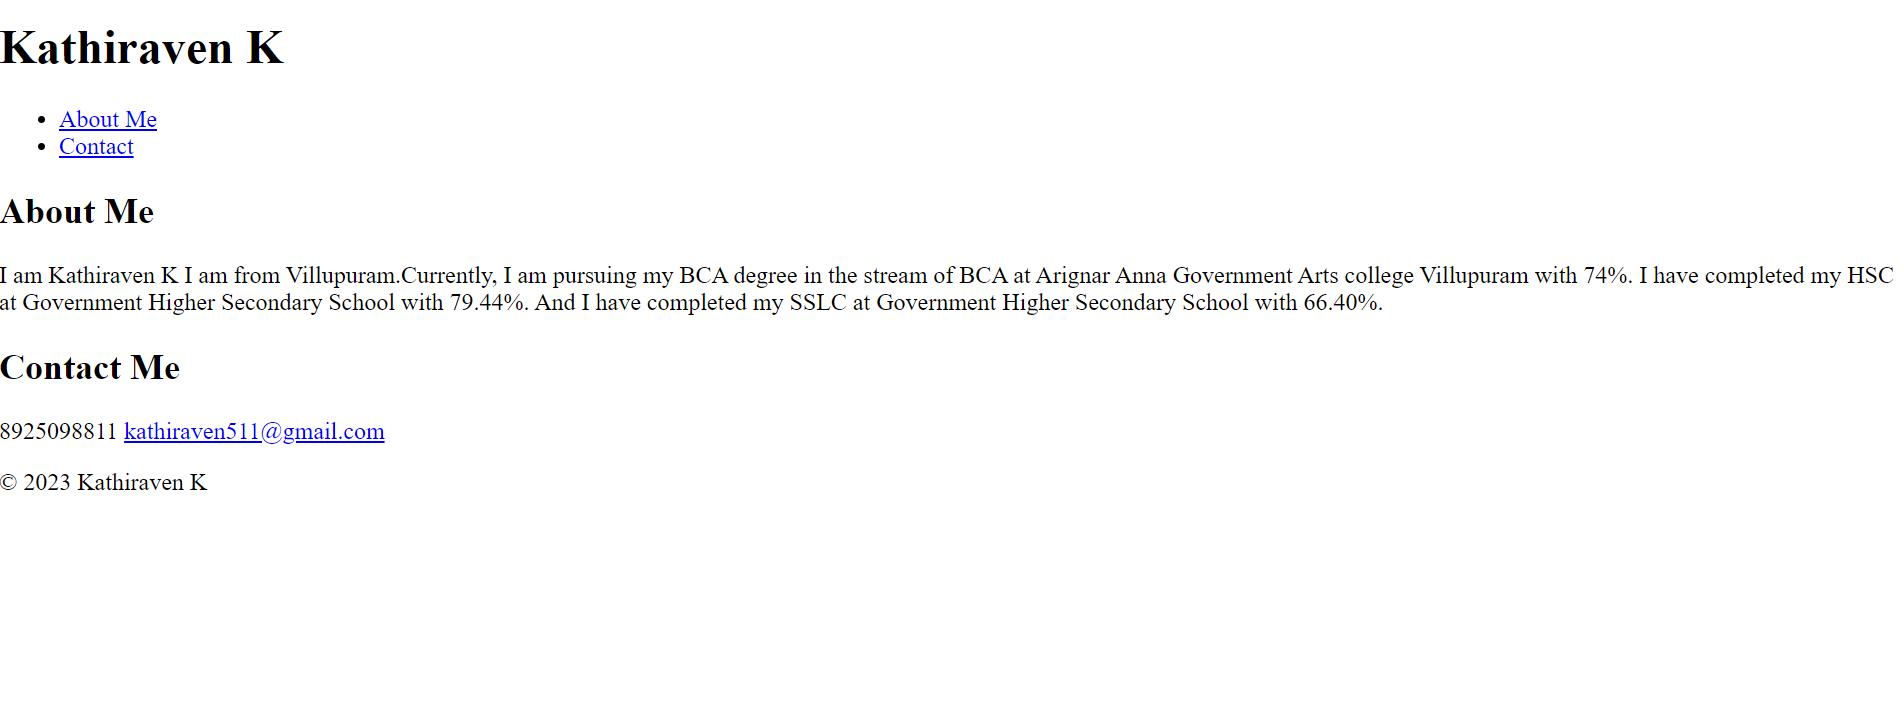 Kathiraven K
About Me
Contact
About Me
I am Kathiraven K I am from Villupuram.Currently, I am pursuing my BCA degree in the stream of BCA at Arignar Anna Government Arts college Villupuram with 74%. I have completed my HSC
at Government Higher Secondary School with 79.44%. And I have completed my SSLC at Government Higher Secondary School with 66.40%.
Contact Me
8925098811 kathiraven511@gmail.com
© 2023 Kathiraven K